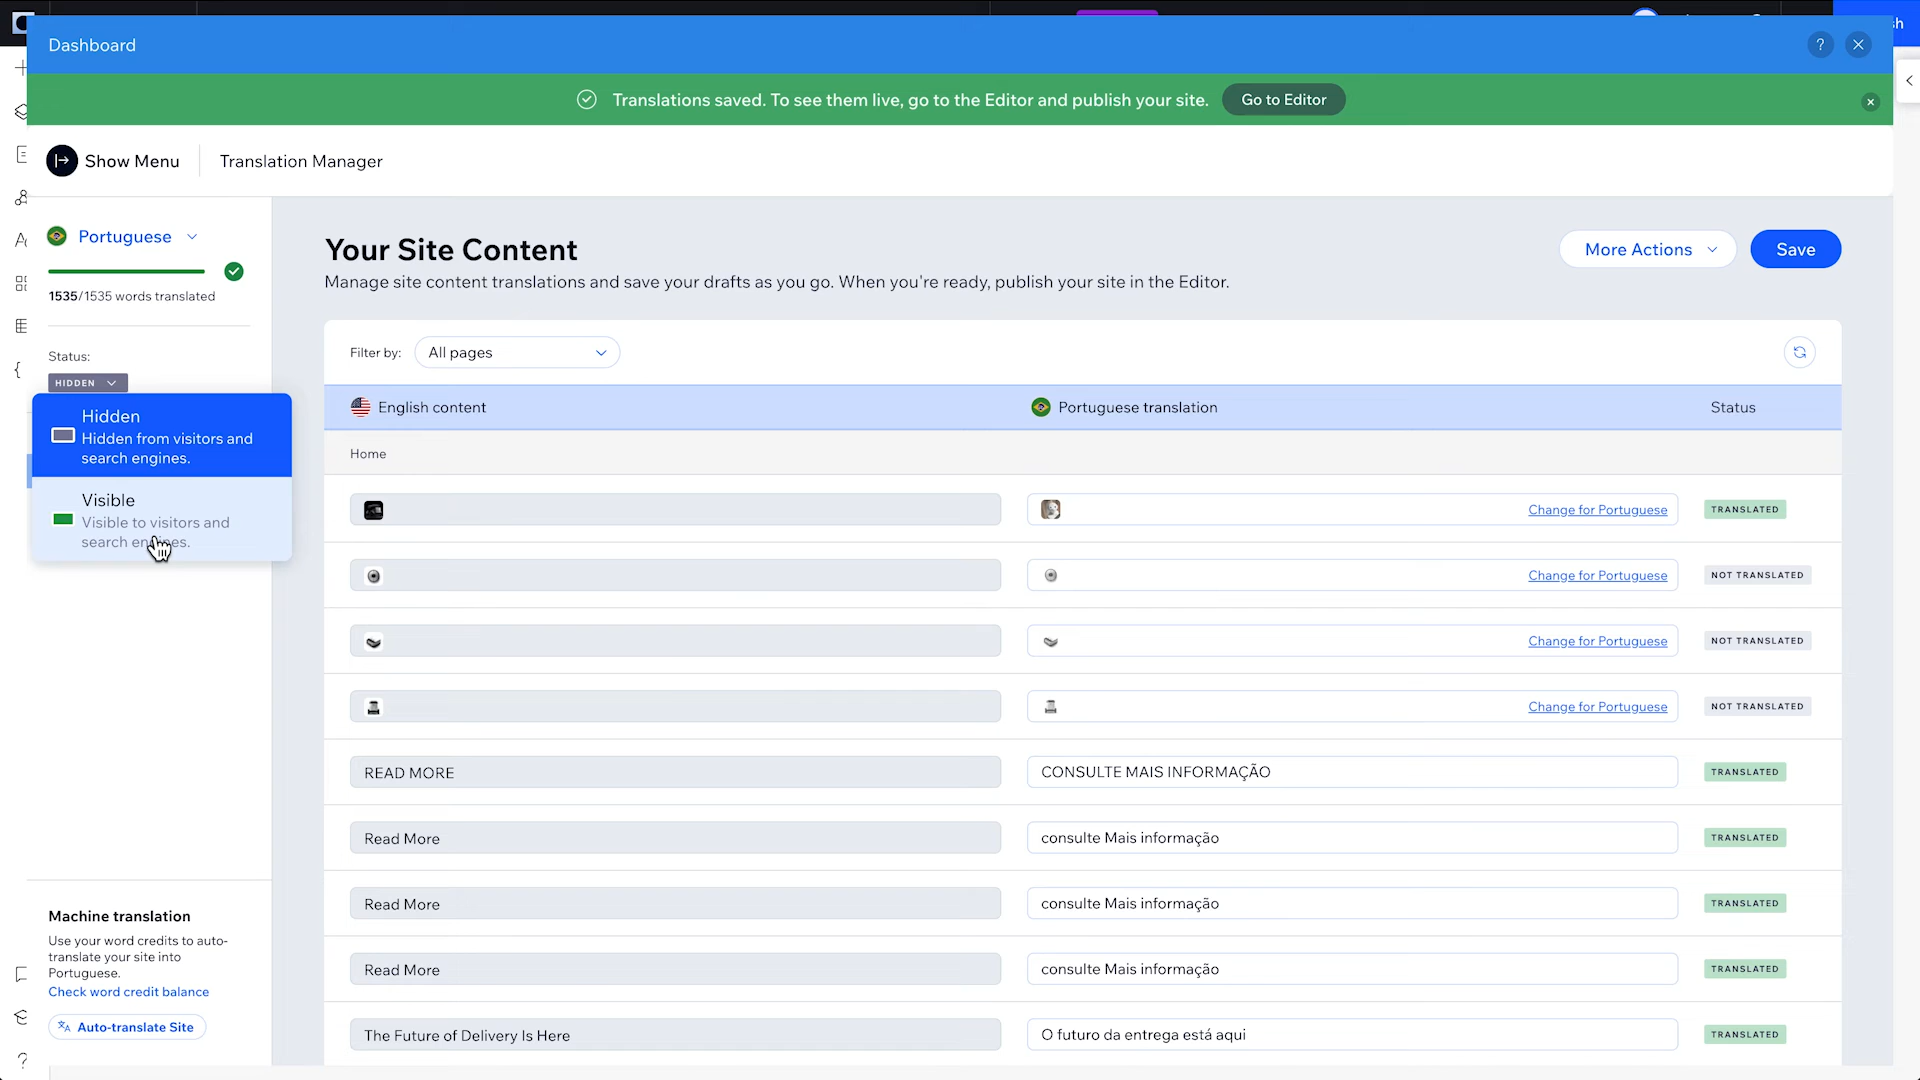 sh
Dashboard
?
Translations saved. To see them live, go to the Editor and publish your site.
Go to Editor
Show Menu
Translation Manager
Portuguese
1535/1535 words translated
Status:
HIDDEN
Hidden
Hidden from visitors and
search engines.
Visible
Visible to visitors and
search engines.
Your Site Content
Manage site content translations and save your drafts as you go. When you're ready, publish your site in the Editor.
More Actions
Save
Filter by:
All pages
English content
Portuguese translation
Status
Home
Change for Portuguese
TRANSLATED
Change for Portuguese
NOT TRANSLATED
Change for Portuguese
NOT TRANSLATED
Change for Portuguese
NOT TRANSLATED
READ MORE
CONSULTE MAIS INFORMAÇÃO
TRANSLATED
Read More
consulte Mais informação
TRANSLATED
Read More
consulte Mais informação
TRANSLATED
Read More
consulte Mais informação
TRANSLATED
The Future of Delivery Is Here
O futuro da entrega está aqui
TRANSLATED
Machine translation
Use your word credits to auto-
translate your site into
Portuguese.
Check word credit balance
Auto-translate Site
?